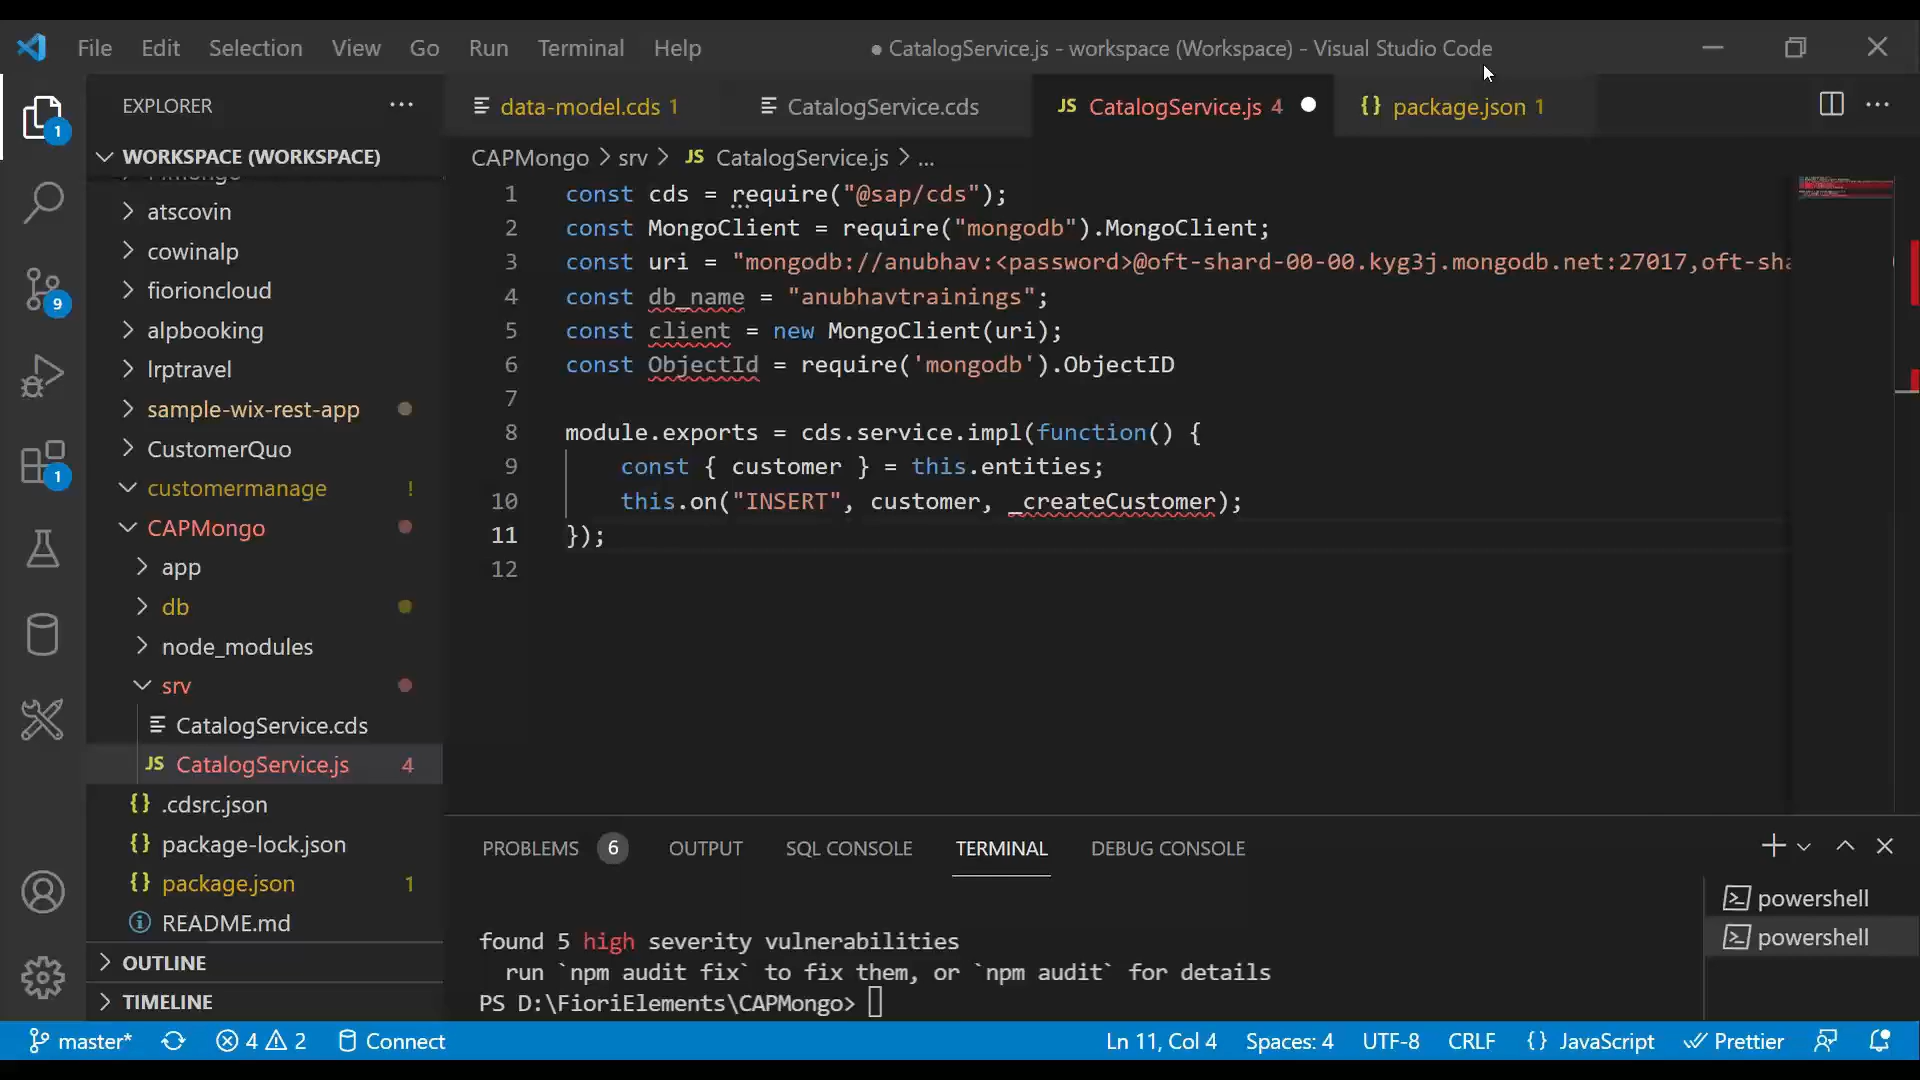 File Edit Selection View Go Run Terminal Help
● CatalogService.js - workspace (Workspace) - Visual Studio Code
EXPLORER
data-model.cds 1
CatalogService.cds
JS CatalogService.js 4
{} package.json 1
WORKSPACE (WORKSPACE)
atscovin
cowinalp
fiorioncloud
alpbooking
lrptravel
sample-wix-rest-app
CustomerQuo
customermanage !
CAPMongo
app
db
node_modules
srv
CatalogService.cds
JS CatalogService.js 4
{} .cdsrc.json
{} package-lock.json
{} package.json 1
README.md
OUTLINE
TIMELINE
1
9
1
CAPMongo > srv > JS CatalogService.js > ...
1 const cds = require("@sap/cds");
2 const MongoClient = require("mongodb").MongoClient;
3 const uri = "mongodb://anubhav:<password>@oft-shard-00-00.kyg3j.mongodb.net:27017,oft-sha
4 const db_name = "anubhavtrainings";
5 const client = new MongoClient(uri);
6 const ObjectId = require('mongodb').ObjectID
7
8 module.exports = cds.service.impl(function() {
9 const { customer } = this.entities;
10 this.on("INSERT", customer, _createCustomer);
11 });
12
PROBLEMS 6 OUTPUT SQL CONSOLE TERMINAL DEBUG CONSOLE
found 5 high severity vulnerabilities
run `npm audit fix` to fix them, or `npm audit` for details
PS D:\FioriElements\CAPMongo>
powershell
powershell
master* 4 2 Connect
Ln 11, Col 4 Spaces: 4 UTF-8 CRLF {} JavaScript Prettier